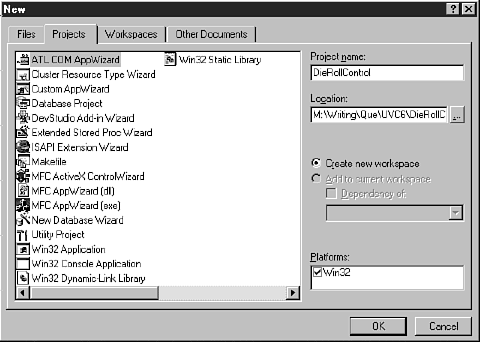 New
Files
Projects
Workspaces
Other Documents
ATL COM AppWizard
Cluster Resource Type Wizard
Custom AppWizard
Database Project
DevStudio Add-in Wizard
Extended Stored Proc Wizard
ISAPI Extension Wizard
Makefile
MFC ActiveX ControlWizard
MFC AppWizard (dll)
MFC AppWizard (exe)
New Database Wizard
Utility Project
Win32 Application
Win32 Console Application
Win32 Dynamic-Link Library
Win32 Static Library
Project name:
DieRollControl
Location:
M:\Writing\Que\UVC6\DieRollC
...
Create new workspace
Add to current workspace
Dependency of:
Platforms:
Win32
OK
Cancel